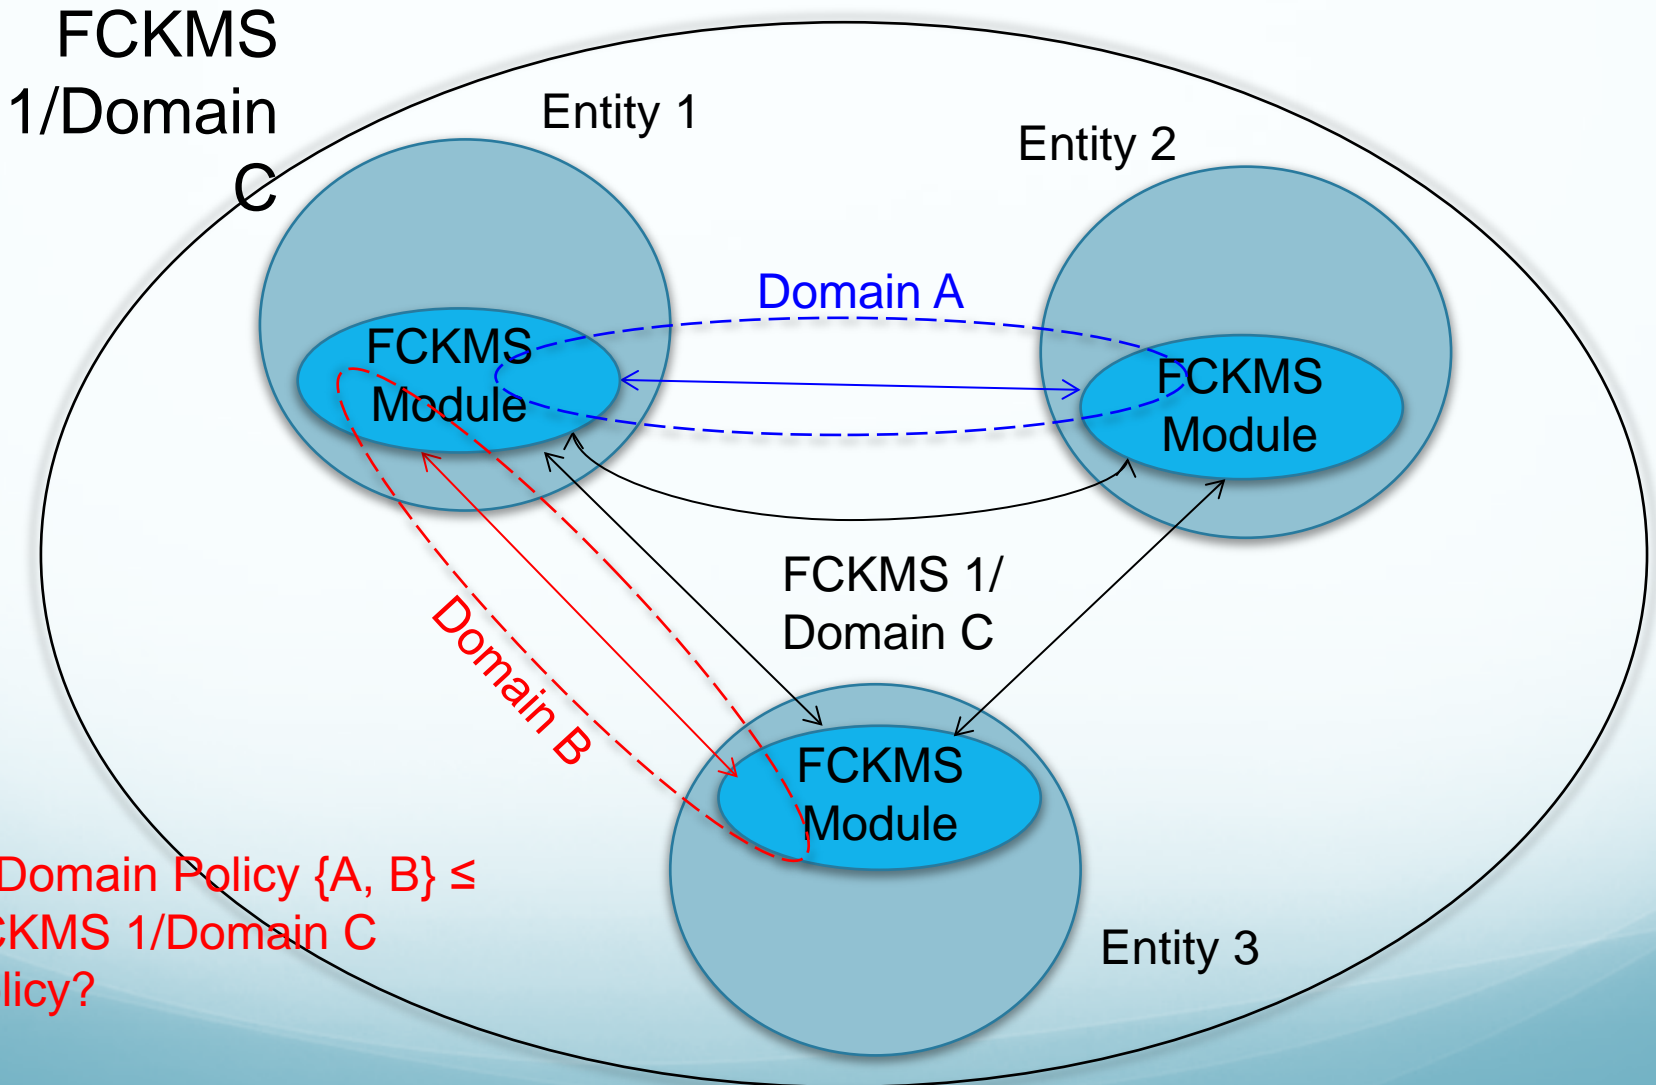 FCKMS
1/Domain
C
Entity 1
Entity 2
Domain A
FCKMS
Module
FCKMS
Module
FCKMS 1/
Domain C
Domain B
FCKMS
Module
Domain Policy {A, B} ≤
CKMS 1/Domain C
licy?
Entity 3